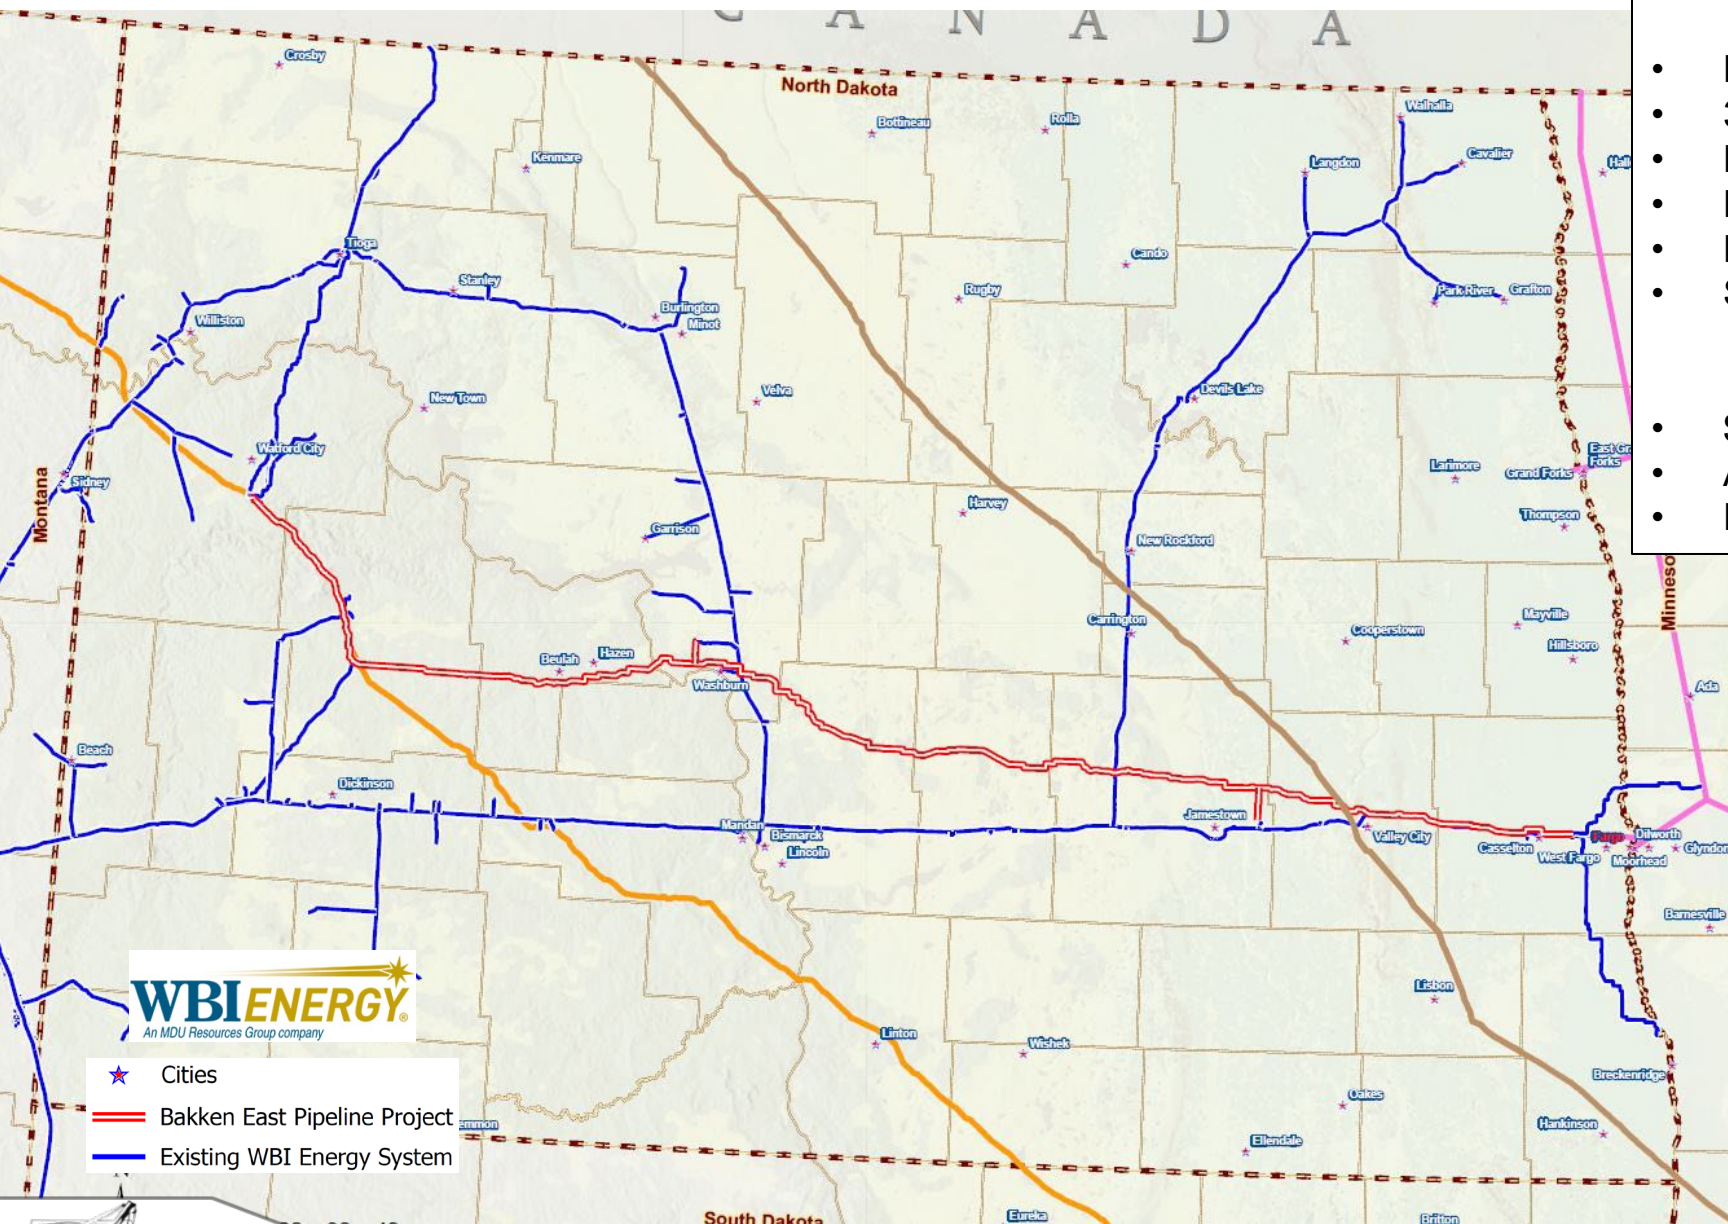 C A N A D A
North Dakota
Crosby
Bottineau
Rolla
Walhalla
Kenmare
Langdon
Cavalier
Tioga
Cando
Stanley
Rugby
Park River
Grafton
Burlington
Williston
Minot
New Town
Velva
Devils Lake
Watford City
Larimore
Grand Forks
Forks
Sidney
Montana
Garrison
Harvey
Thompson
New Rockford
Carrington
Cooperstown
Mayville
Hillsboro
Beulah
Hazen
Washburn
Ada
Beach
Dickinson
Mandan
Bismarck
Lincoln
Jamestown
Valley City
Casselton
West Fargo
Fargo
Dilworth
Moorhead
Glyndon
Barnesville
Lisbon
Linton
Wishek
Breckenridge
Oakes
Hankinson
Ellendale
WBI ENERGY®
An MDU Resources Group company
Cities
Bakken East Pipeline Project
Existing WBI Energy System
South Dakota
Eureka
Britton